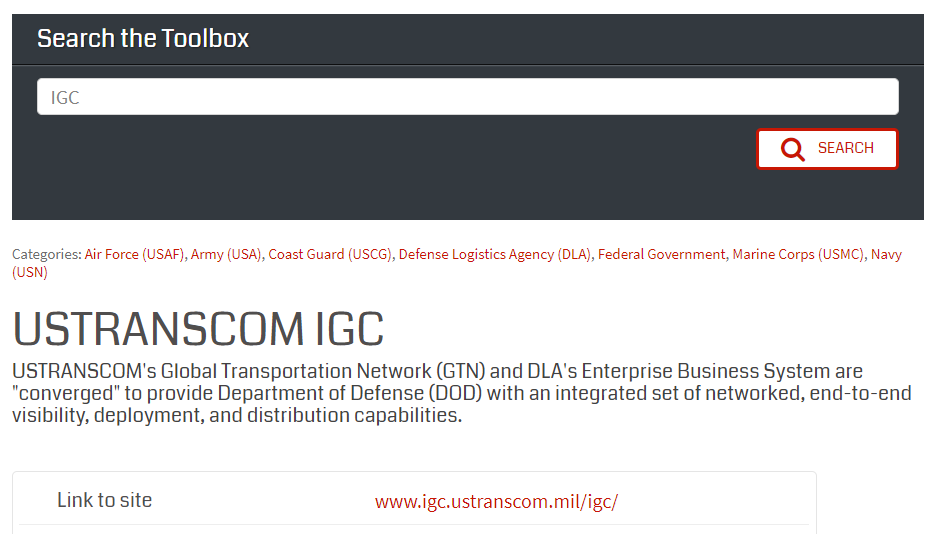 Search the Toolbox
IGC
SEARCH
Categories: Air Force (USAF), Army (USA), Coast Guard (USCG), Defense Logistics Agency (DLA), Federal Government, Marine Corps (USMC), Navy
(USN)
USTRANSCOM IGC
USTRANSCOM's Global Transportation Network (GTN) and DLA's Enterprise Business System are
"converged" to provide Department of Defense (DOD) with an integrated set of networked, end-to-end
visibility, deployment, and distribution capabilities.
Link to site www.igc.ustranscom.mil/igc/